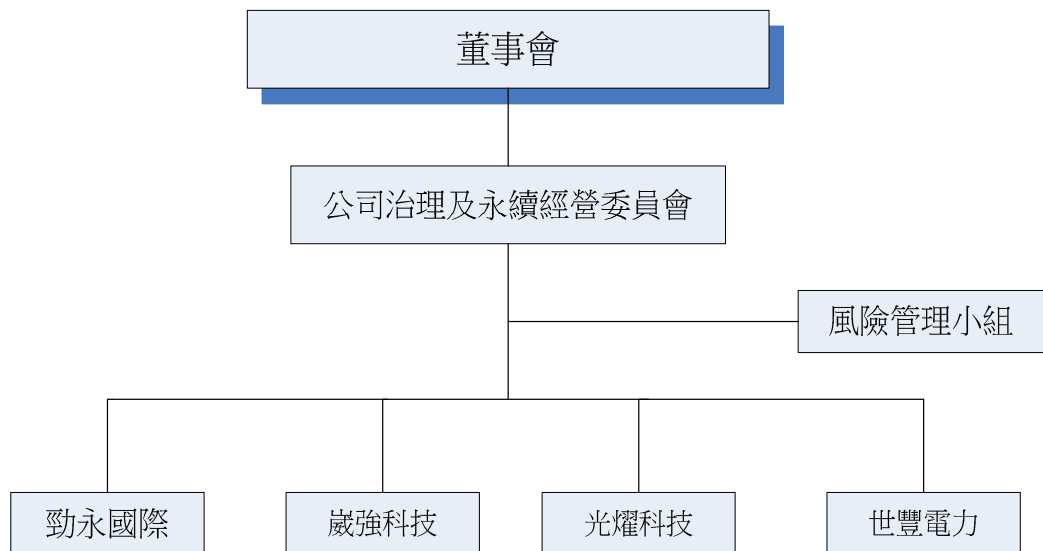 董事會
公司治理及永續經營委員會
風險管理小組
勁永國際
崴強科技
光燿科技
世豐電力